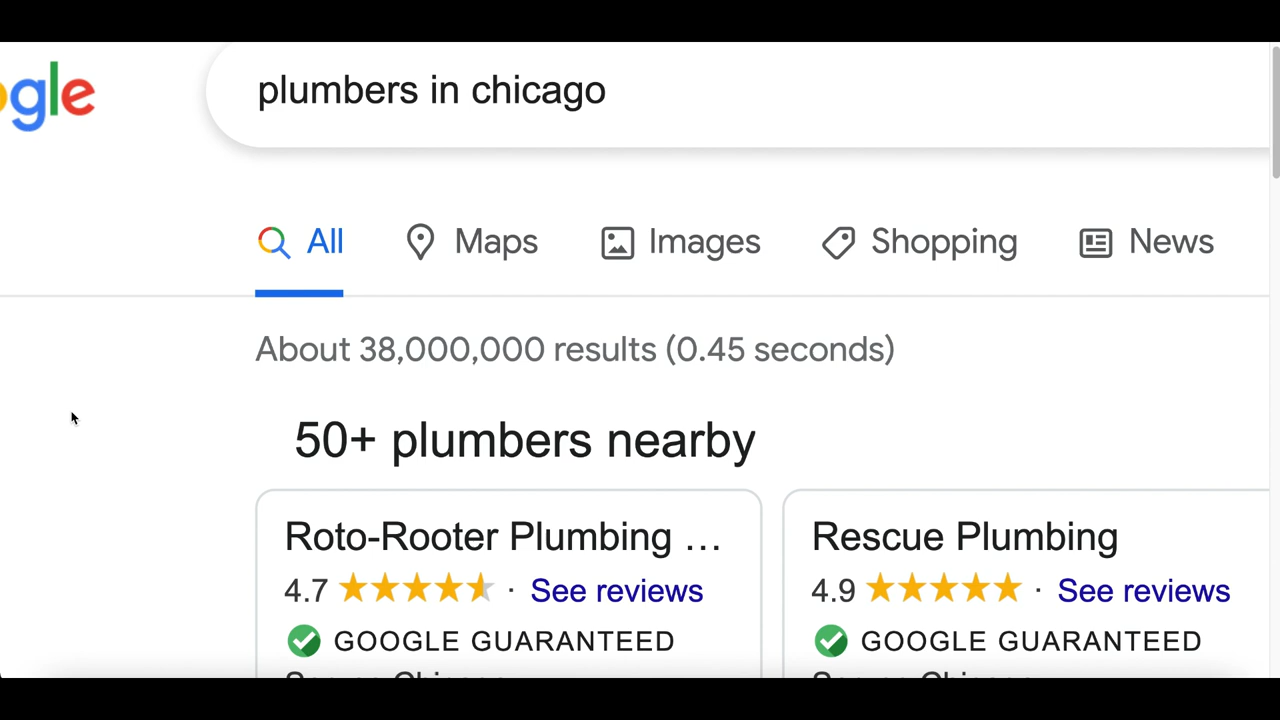 ogle
plumbers in chicago
All Maps Images Shopping News
About 38,000,000 results (0.45 seconds)
50+ plumbers nearby
Roto-Rooter Plumbing ... Rescue Plumbing
4.7 · See reviews 4.9 · See reviews
GOOGLE GUARANTEED GOOGLE GUARANTEED